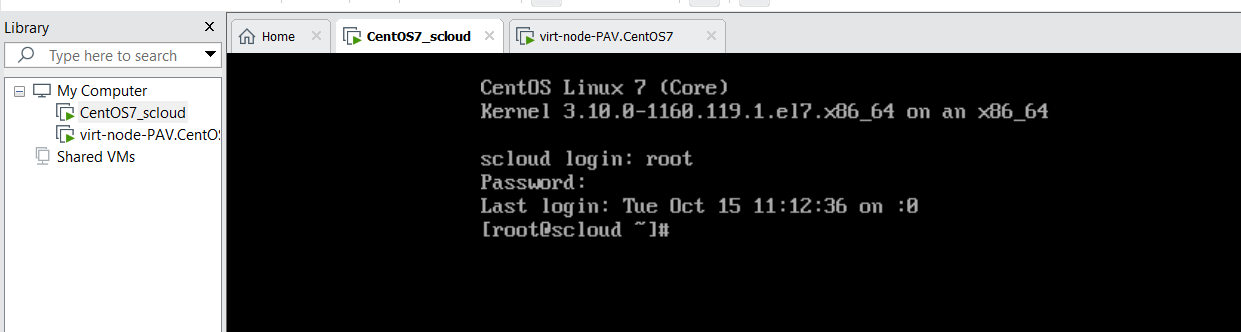 Library
Type here to search
My Computer
CentOS7_scloud
virt-node-PAV.CentOS
Shared VMs
Home
CentOS7_scloud
virt-node-PAV.CentOS7
CentOS Linux 7 (Core)
Kernel 3.10.0-1160.119.1.el7.x86_64 on an x86_64
scloud login: root
Password:
Last login: Tue Oct 15 11:12:36 on :0
[root@scloud ~]#